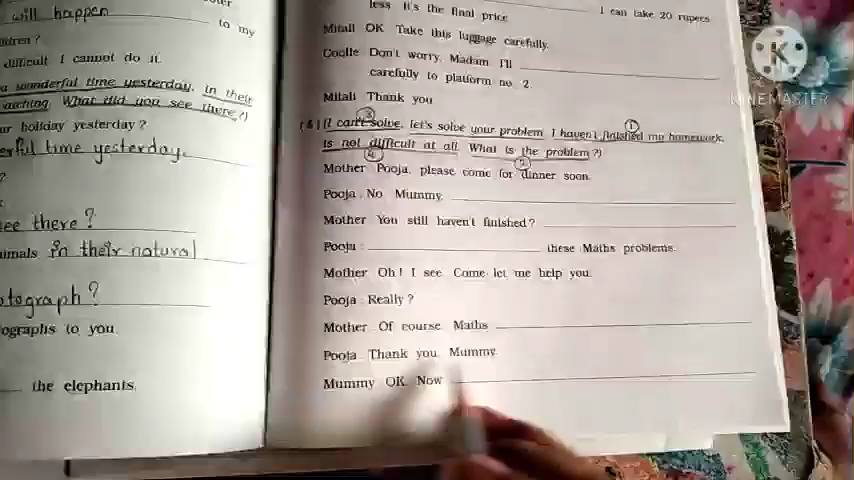 will happen to my
difficult I cannot do it.
wonderful time yesterday, in their
What did you see there?)
holiday yesterday?
time yesterday.
see there?
in their natural
ographs to you.
the elephants.
less It's the final price I can take 20 rupees
Mitali OK Take this luggage carefully.
Coolie Don't worry, Madam I'll
carefully to platform no 2.
Mitali Thank you
(8) (I can't solve, let's solve your problem I haven't finished my homework,
is not difficult at all What is the problem?)
3
1
4
2
Mother Pooja, please come for dinner soon.
Pooja No Mummy,
Mother You still haven't finished?
Pooja : these Maths problems.
Mother Oh! I see Come let me help you.
Pooja Really?
Mother Of course Maths
Pooja Thank you Mummy
Mummy OK Now
KINEMASTER